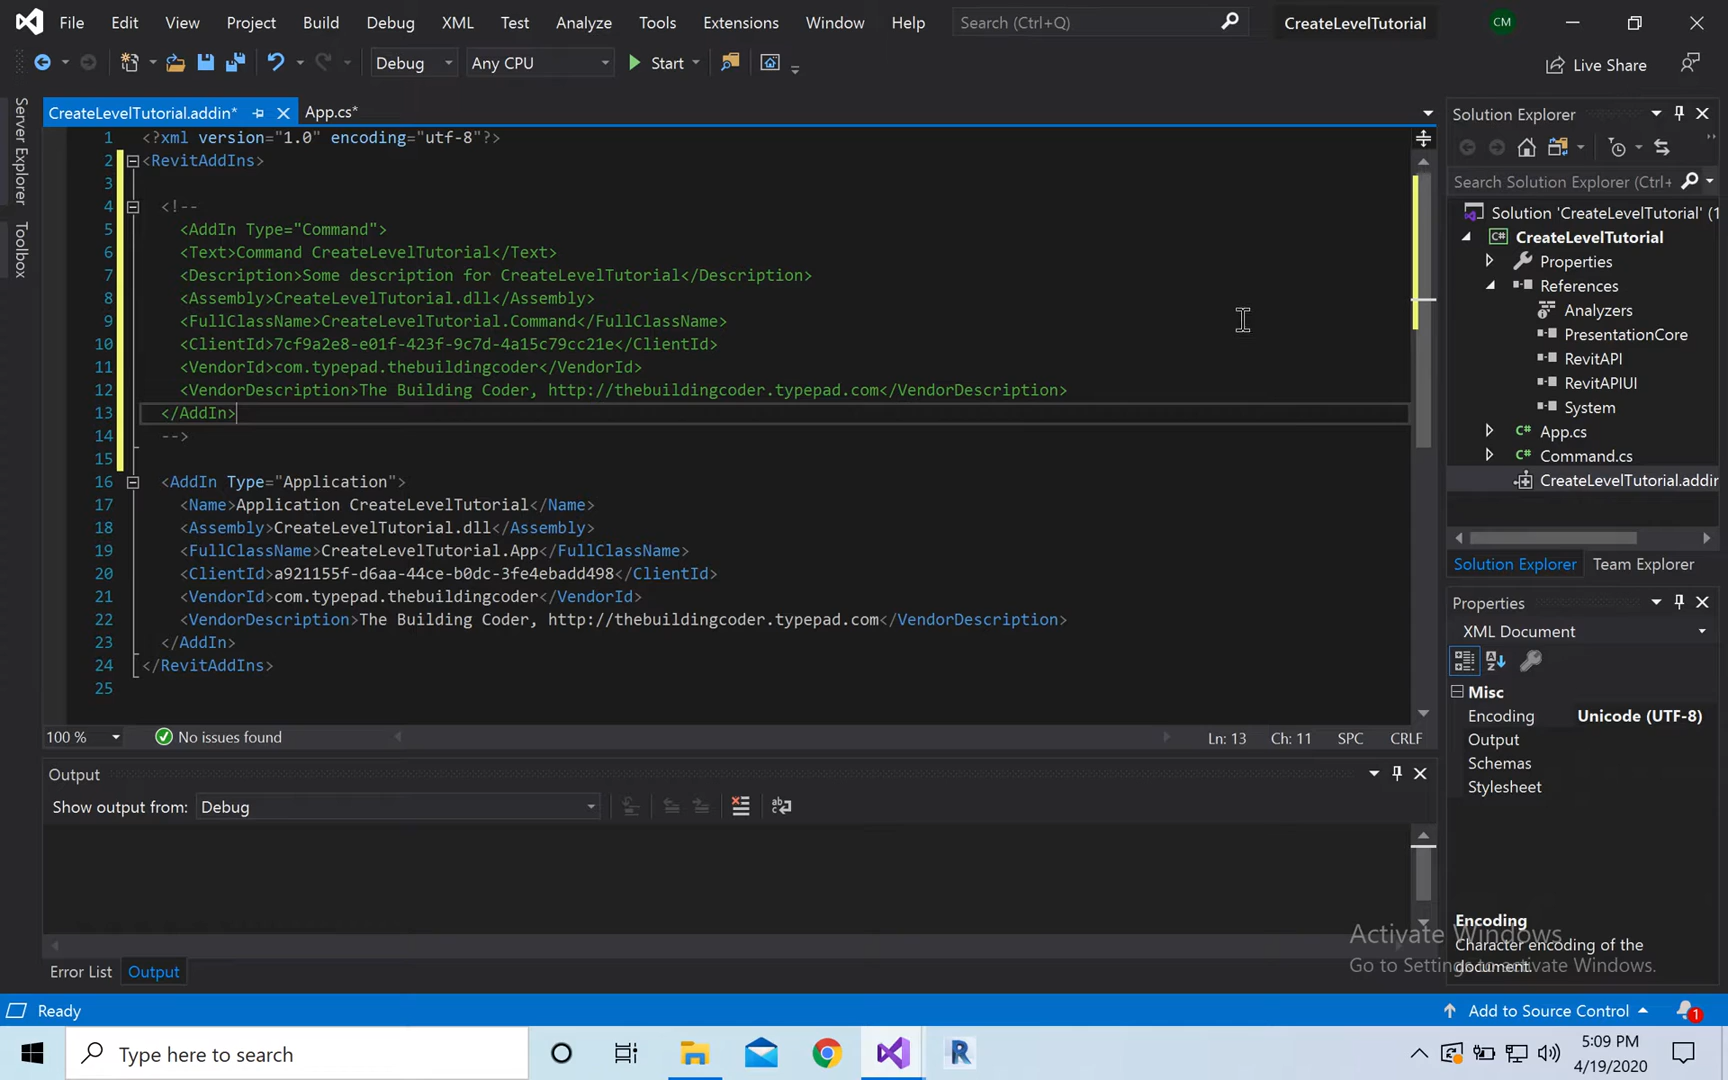 File Edit View Project Build Debug XML Test Analyze Tools Extensions Window Help Search (Ctrl+Q) CreateLevelTutorial CM
Debug Any CPU Start Live Share
Server Explorer
Toolbox
CreateLevelTutorial.addin* App.cs*
1 <?xml version="1.0" encoding="utf-8"?>
2 <RevitAddIns>
3
4 <!--
5 <AddIn Type="Command">
6 <Text>Command CreateLevelTutorial</Text>
7 <Description>Some description for CreateLevelTutorial</Description>
8 <Assembly>CreateLevelTutorial.dll</Assembly>
9 <FullClassName>CreateLevelTutorial.Command</FullClassName>
10 <ClientId>7cf9a2e8-e01f-423f-9c7d-4a15c79cc21e</ClientId>
11 <VendorId>com.typepad.thebuildingcoder</VendorId>
12 <VendorDescription>The Building Coder, http://thebuildingcoder.typepad.com</VendorDescription>
13 </AddIn>
14 -->
15
16 <AddIn Type="Application">
17 <Name>Application CreateLevelTutorial</Name>
18 <Assembly>CreateLevelTutorial.dll</Assembly>
19 <FullClassName>CreateLevelTutorial.App</FullClassName>
20 <ClientId>a921155f-d6aa-44ce-b0dc-3fe4ebadd498</ClientId>
21 <VendorId>com.typepad.thebuildingcoder</VendorId>
22 <VendorDescription>The Building Coder, http://thebuildingcoder.typepad.com</VendorDescription>
23 </AddIn>
24 </RevitAddIns>
25
100 % No issues found Ln: 13 Ch: 11 SPC CRLF
Output
Show output from: Debug
Error List Output
Solution Explorer
Search Solution Explorer (Ctrl+
Solution 'CreateLevelTutorial' (1
C# CreateLevelTutorial
Properties
References
Analyzers
PresentationCore
RevitAPI
RevitAPIUI
System
C# App.cs
C# Command.cs
CreateLevelTutorial.addin
Solution Explorer Team Explorer
Properties
XML Document
Misc
Encoding Unicode (UTF-8)
Output
Schemas
Stylesheet
Encoding
Character encoding of the
document.
Activate Windows
Go to Settings to activate Windows.
Ready Add to Source Control 1
Type here to search R 5:09 PM
4/19/2020